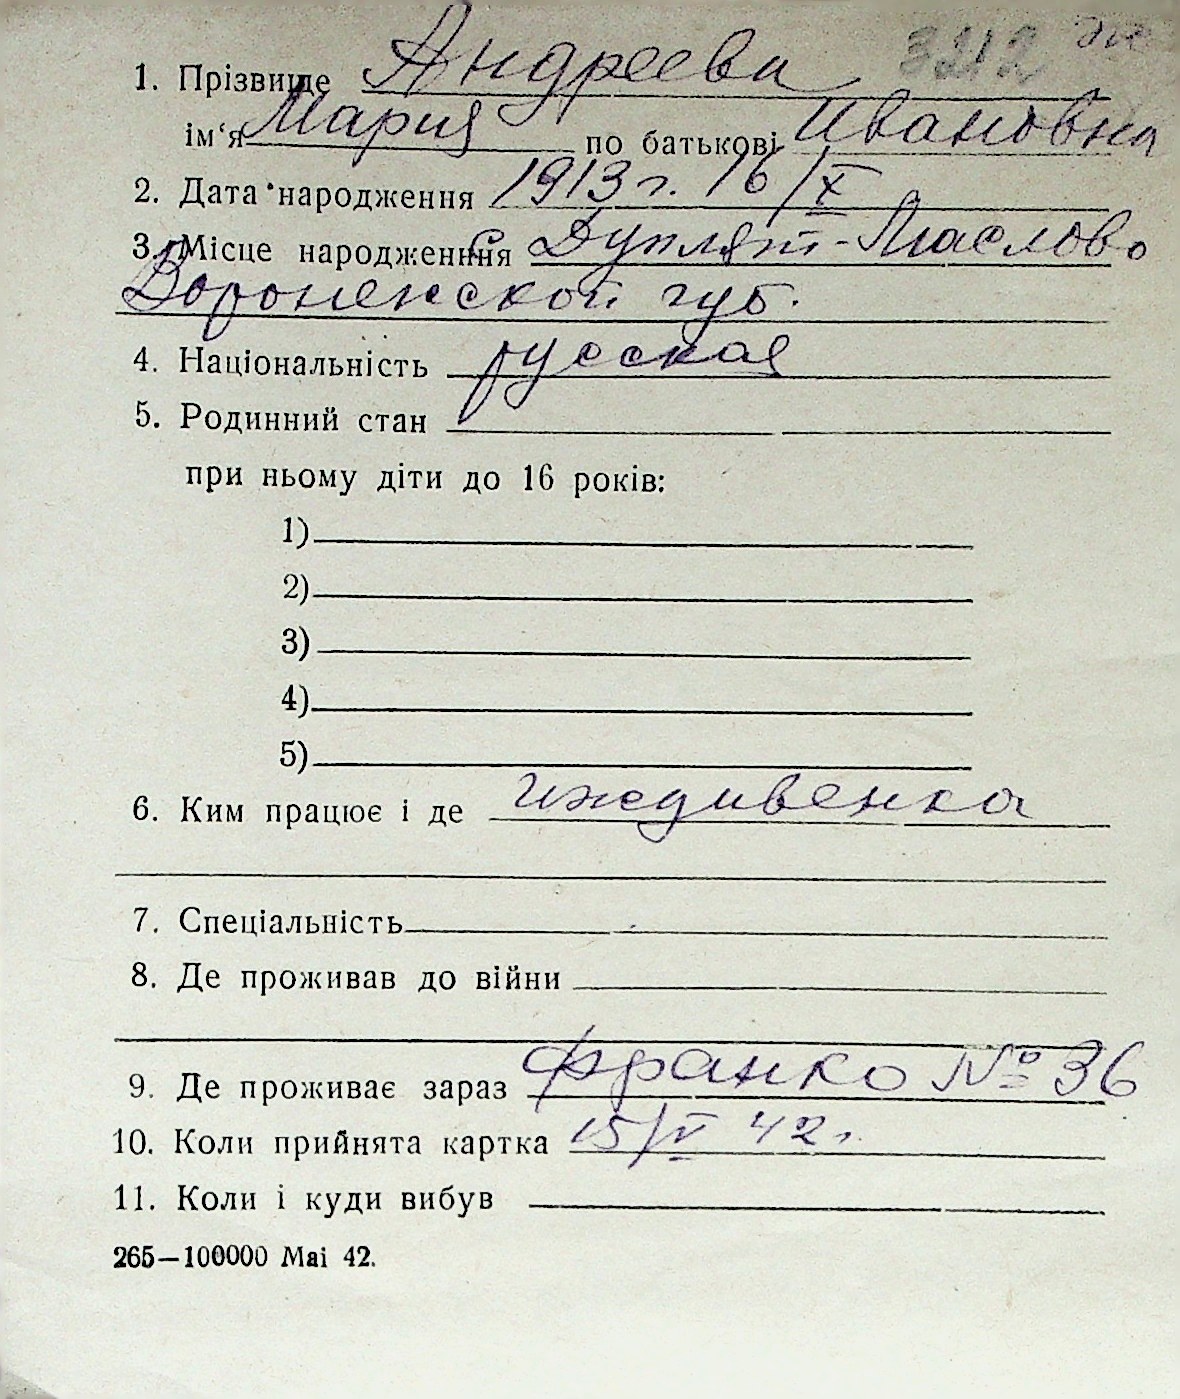 3212
1. Прізвище Андреева
ім‘я Мария по батькові Ивановна
2. Дата народження 1913 г. 16/X
3. Місце народження с Дуплят-Маслово
Воронежской губ.
4. Національність русская
5. Родинний стан
при ньому діти до 16 років:
1)
2)
3)
4)
5)
6. Ким працює і де иждивенка
7. Спеціальність
8. Де проживав до війни
9. Де проживає зараз Франко № 36
10. Коли прийнята картка 15/V 42 г.
11. Коли і куди вибув
265—100000 Mai 42.